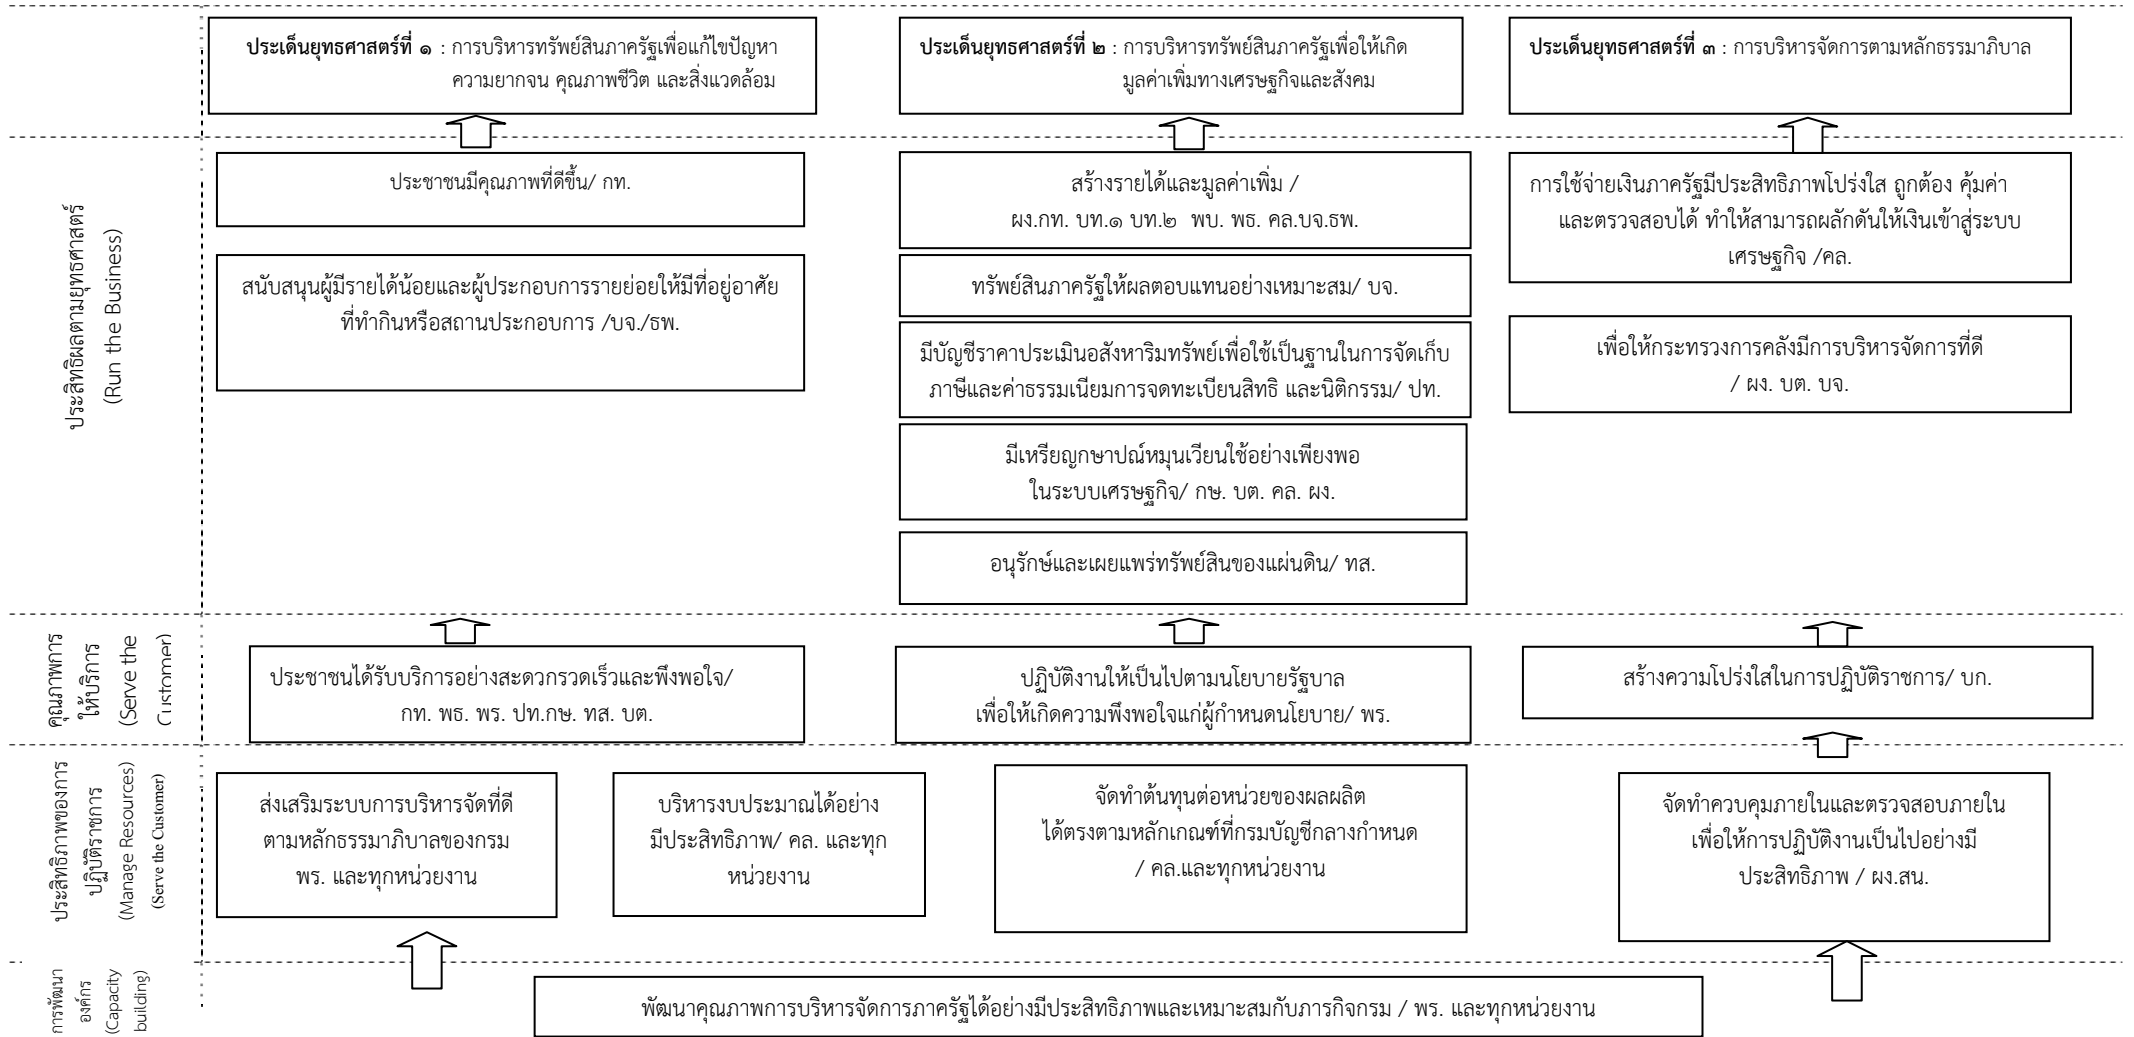 ประเด็นยุทธศาสตร์ที่ ๑ : การบริหารทรัพย์สินภาครัฐเพื่อแก้ไขปัญหา
ความยากจน คุณภาพชีวิต และสิ่งแวดล้อม
ประเด็นยุทธศาสตร์ที่ ๒ : การบริหารทรัพย์สินภาครัฐเพื่อให้เกิด
มูลค่าเพิ่มทางเศรษฐกิจและสังคม
ประเด็นยุทธศาสตร์ที่ ๓ : การบริหารจัดการตามหลักธรรมาภิบาล
ประสิทธิผลตามยุทธศาสตร์
(Run the Business)
ประชาชนมีคุณภาพที่ดีขึ้น/ กท.
สนับสนุนผู้มีรายได้น้อยและผู้ประกอบการรายย่อยให้มีที่อยู่อาศัย
ที่ทำกินหรือสถานประกอบการ /บจ./ธพ.
สร้างรายได้และมูลค่าเพิ่ม /
ผง.กท. บท.๑ บท.๒ พบ. พธ. คล.บจ.ธพ.
ทรัพย์สินภาครัฐให้ผลตอบแทนอย่างเหมาะสม/ บจ.
มีบัญชีราคาประเมินอสังหาริมทรัพย์เพื่อใช้เป็นฐานในการจัดเก็บ
ภาษีและค่าธรรมเนียมการจดทะเบียนสิทธิ และนิติกรรม/ ปท.
มีเหรียญกษาปณ์หมุนเวียนใช้อย่างเพียงพอ
ในระบบเศรษฐกิจ/ กษ. บต. คล. ผง.
อนุรักษ์และเผยแพร่ทรัพย์สินของแผ่นดิน/ ทส.
การใช้จ่ายเงินภาครัฐมีประสิทธิภาพโปร่งใส ถูกต้อง คุ้มค่า
และตรวจสอบได้ ทำให้สามารถผลักดันให้เงินเข้าสู่ระบบ
เศรษฐกิจ /คล.
เพื่อให้กระทรวงการคลังมีการบริหารจัดการที่ดี
/ ผง. บต. บจ.
คุณภาพการ
ให้บริการ
(Serve the
Customer)
ประชาชนได้รับบริการอย่างสะดวกรวดเร็วและพึงพอใจ/
กท. พธ. พร. ปท.กษ. ทส. บต.
ปฏิบัติงานให้เป็นไปตามนโยบายรัฐบาล
เพื่อให้เกิดความพึงพอใจแก่ผู้กำหนดนโยบาย/ พร.
สร้างความโปร่งใสในการปฏิบัติราชการ/ บก.
ประสิทธิภาพของการ
ปฏิบัติราชการ
(Manage Resources)
(Serve the Customer)
ส่งเสริมระบบการบริหารจัดที่ดี
ตามหลักธรรมาภิบาลของกรม
พร. และทุกหน่วยงาน
บริหารงบประมาณได้อย่าง
มีประสิทธิภาพ/ คล. และทุก
หน่วยงาน
จัดทำต้นทุนต่อหน่วยของผลผลิต
ได้ตรงตามหลักเกณฑ์ที่กรมบัญชีกลางกำหนด
/ คล.และทุกหน่วยงาน
จัดทำควบคุมภายในและตรวจสอบภายใน
เพื่อให้การปฏิบัติงานเป็นไปอย่างมี
ประสิทธิภาพ / ผง.สน.
การพัฒนา
องค์กร
(Capacity
building)
พัฒนาคุณภาพการบริหารจัดการภาครัฐได้อย่างมีประสิทธิภาพและเหมาะสมกับภารกิจกรม / พร. และทุกหน่วยงาน